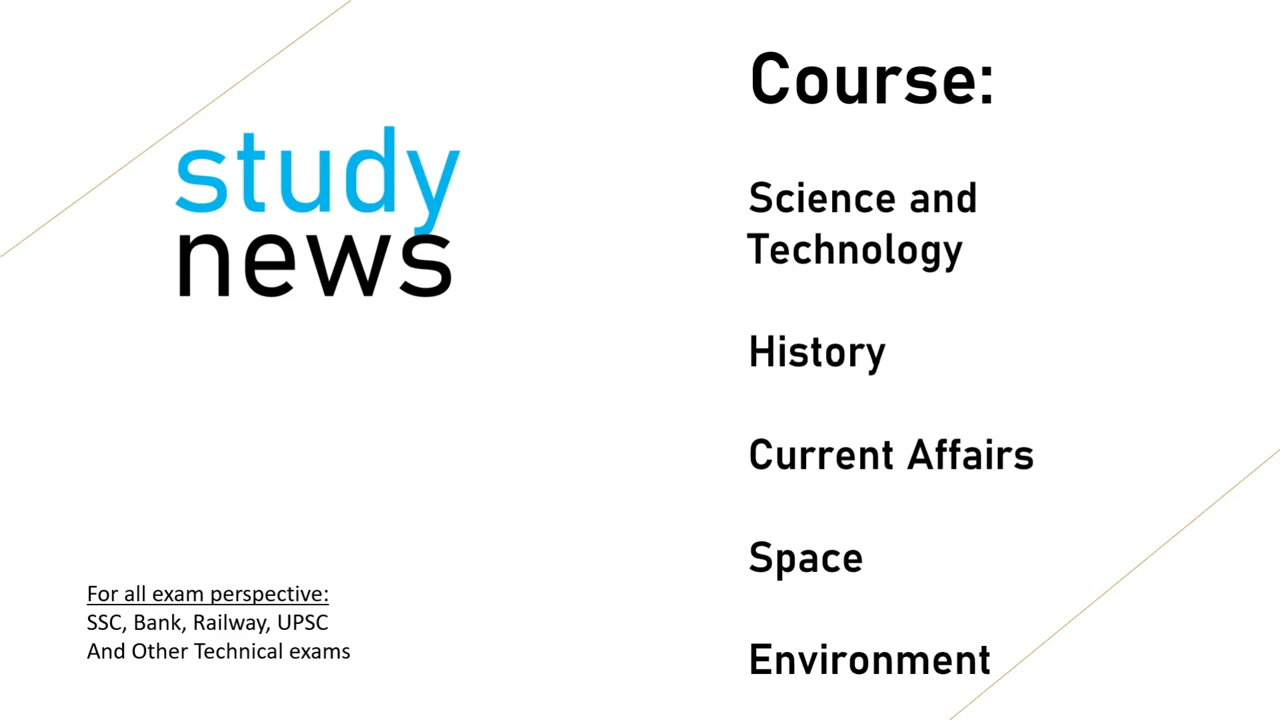 study
news
For all exam perspective:
SSC, Bank, Railway, UPSC
And Other Technical exams
Course:
Science and
Technology
History
Current Affairs
Space
Environment